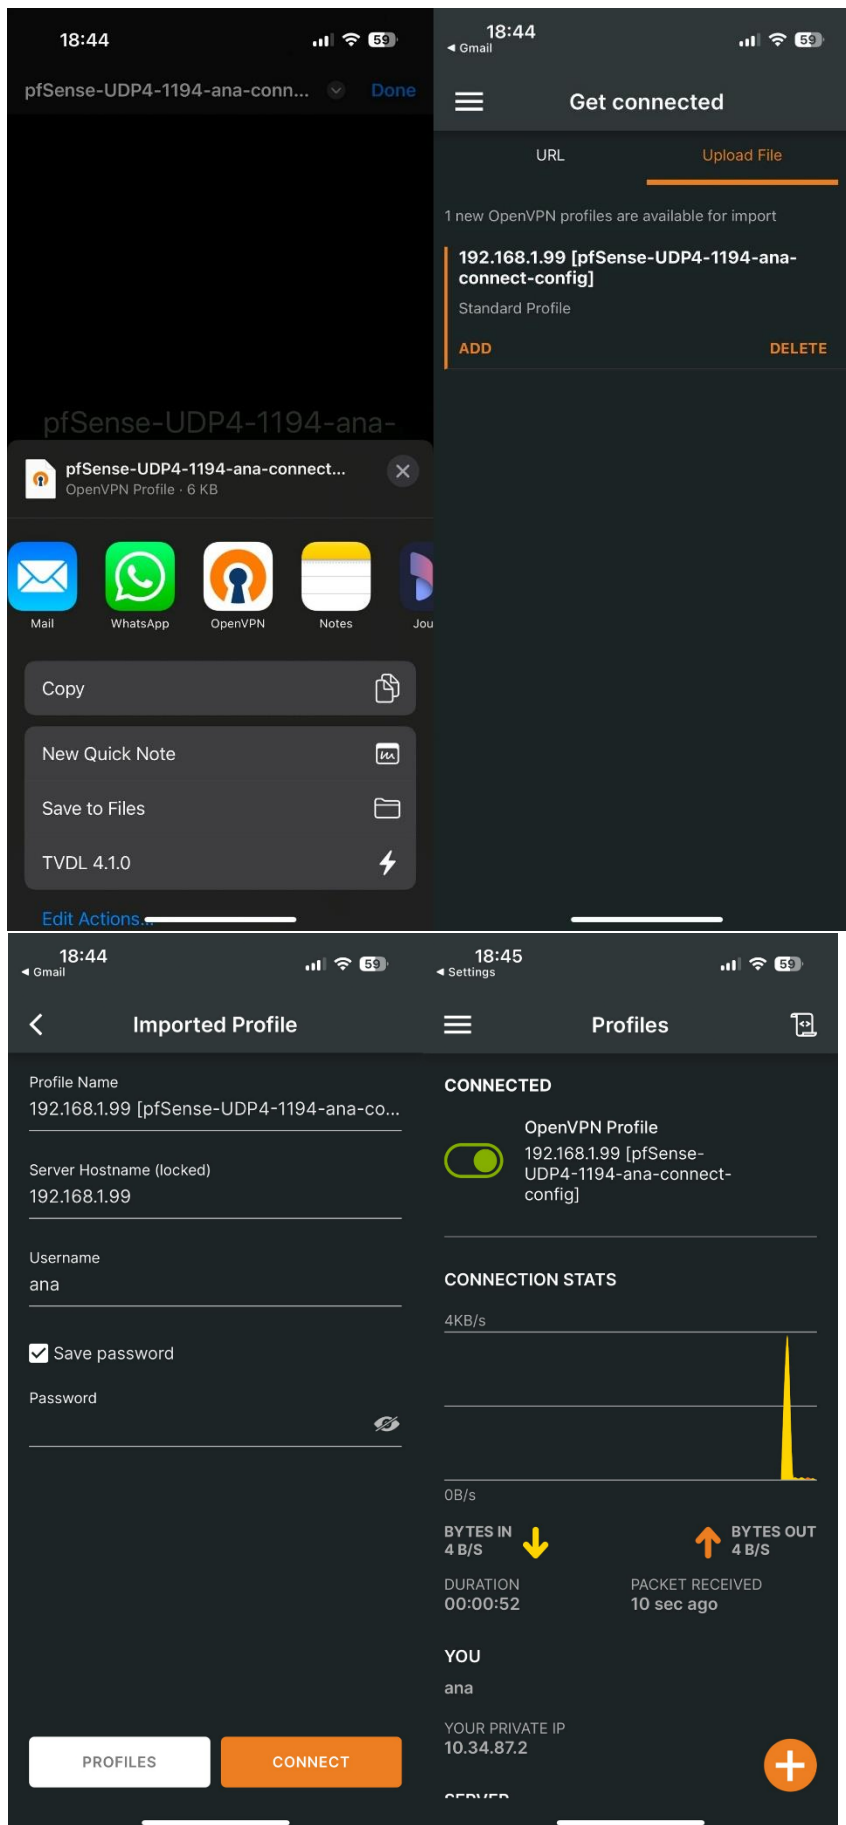 18:44
59
pfSense-UDP4-1194-ana-conn...
Done
pfSense-UDP4-1194-ana-
pfSense-UDP4-1194-ana-connect...
OpenVPN Profile · 6 KB
Mail
WhatsApp
OpenVPN
Notes
Jou
Copy
New Quick Note
Save to Files
TVDL 4.1.0
Edit Actions...
18:44
◀ Gmail
59
Get connected
URL
Upload File
1 new OpenVPN profiles are available for import
192.168.1.99 [pfSense-UDP4-1194-ana-
connect-config]
Standard Profile
ADD
DELETE
18:44
◀ Gmail
59
Imported Profile
Profile Name
192.168.1.99 [pfSense-UDP4-1194-ana-co...
Server Hostname (locked)
192.168.1.99
Username
ana
Save password
Password
PROFILES
CONNECT
18:45
◀ Settings
59
Profiles
CONNECTED
OpenVPN Profile
192.168.1.99 [pfSense-
UDP4-1194-ana-connect-
config]
CONNECTION STATS
4KB/s
0B/s
BYTES IN
4 B/S
BYTES OUT
4 B/S
DURATION
00:00:52
PACKET RECEIVED
10 sec ago
YOU
ana
YOUR PRIVATE IP
10.34.87.2
SERVER